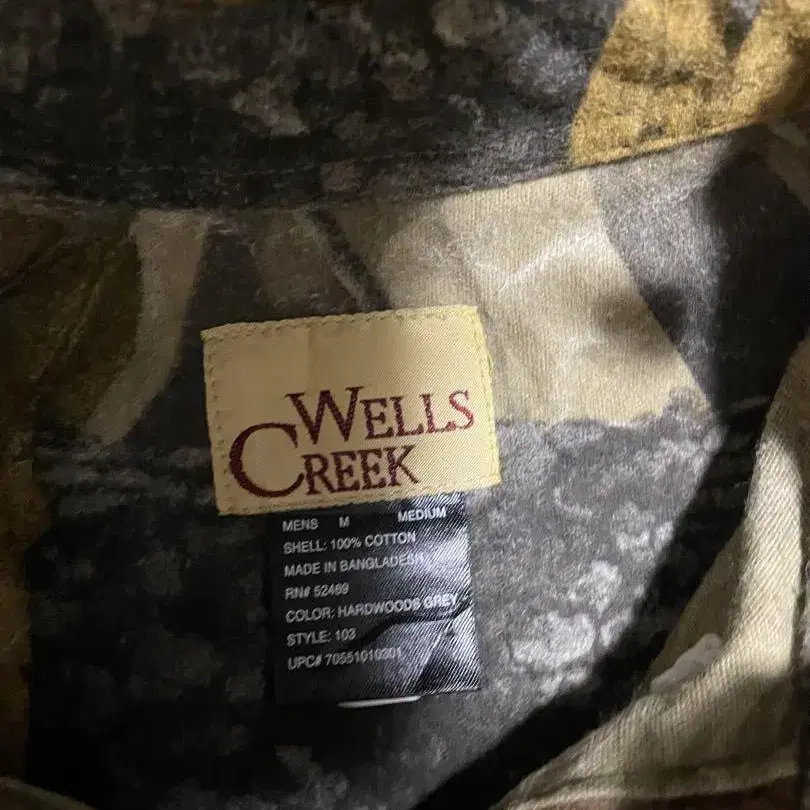 WELLS
CREEK
MENS M MEDIUM
SHELL: 100% COTTON
MADE IN BANGLADESH
RN# 52469
COLOR: HARDWOODS GREY
STYLE: 103
UPC# 70551010301